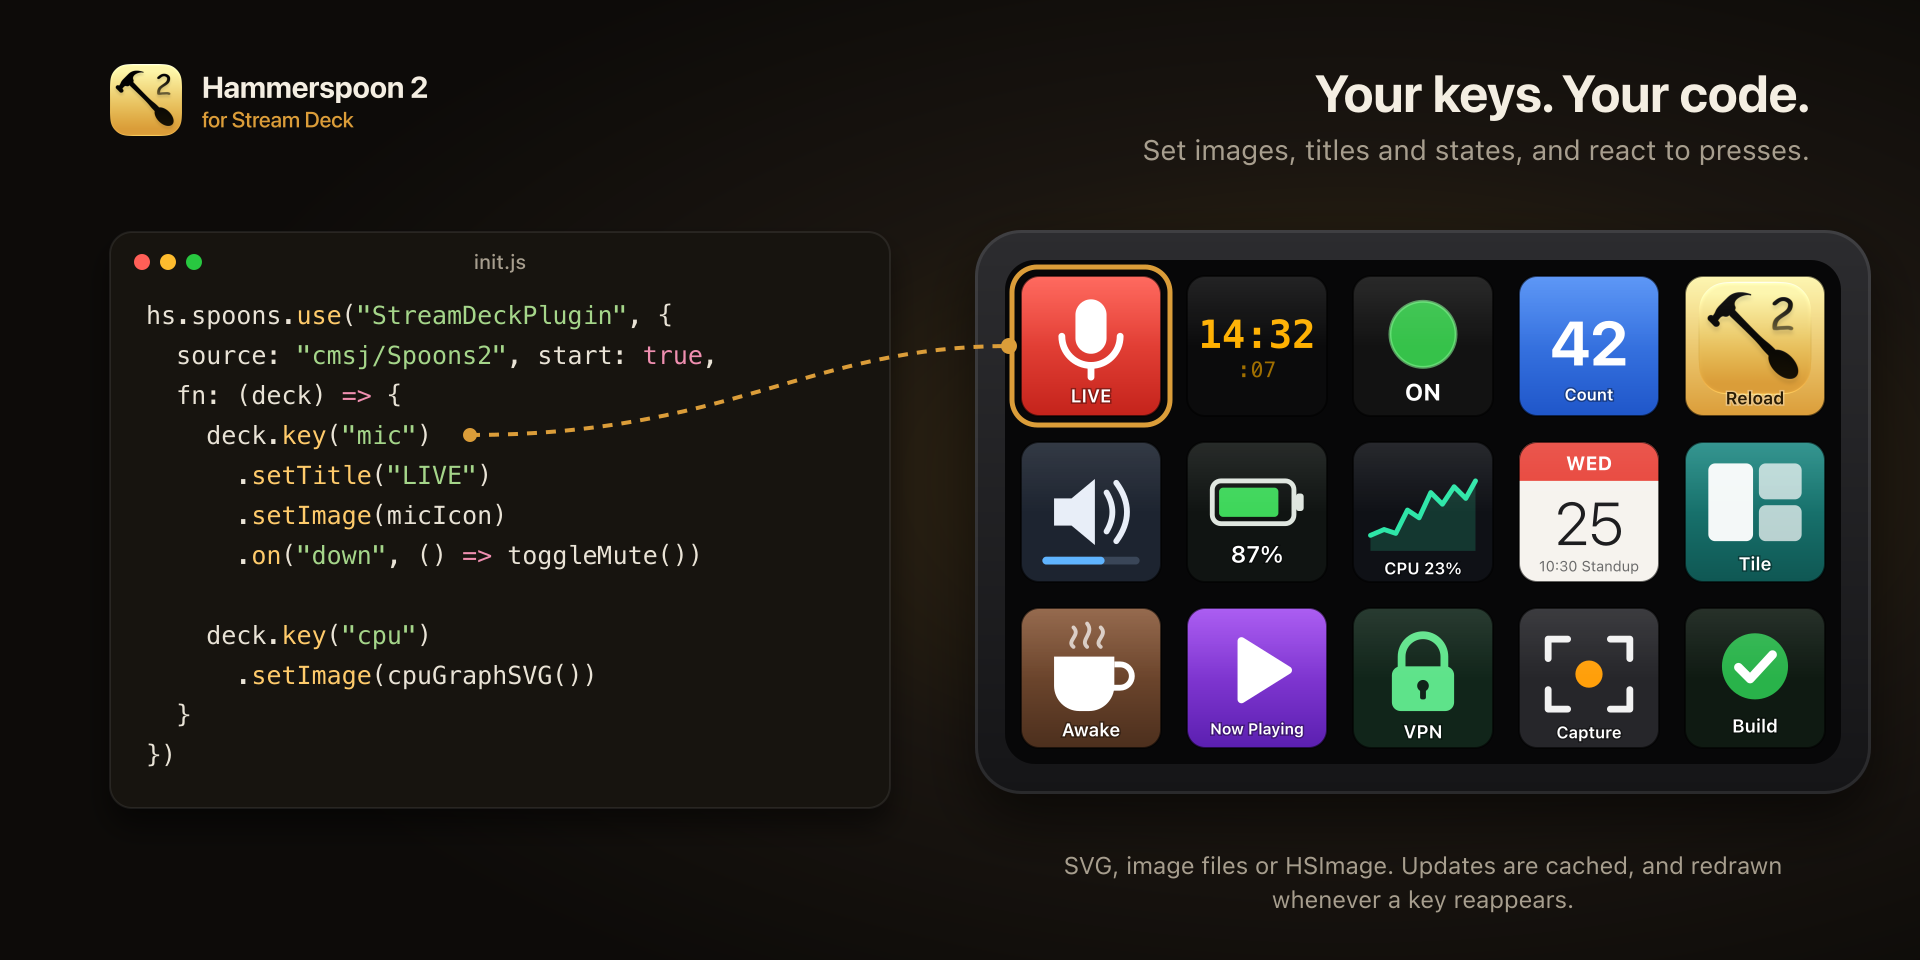 Hammerspoon 2
for Stream Deck
Your keys. Your code.
Set images, titles and states, and react to presses.
init.js
hs.spoons.use("StreamDeckPlugin", {
  source: "cmsj/Spoons2", start: true,
  fn: (deck) => {
    deck.key("mic")
      .setTitle("LIVE")
      .setImage(micIcon)
      .on("down", () => toggleMute())
    deck.key("cpu")
      .setImage(cpuGraphSVG())
  }
})
LIVE
14:32
:07
ON
42
Count
2
Reload
87%
CPU 23%
WED
25
10:30 Standup
Tile
Awake
Now Playing
VPN
Capture
Build
SVG, image files or HSImage. Updates are cached, and redrawn
whenever a key reappears.
2